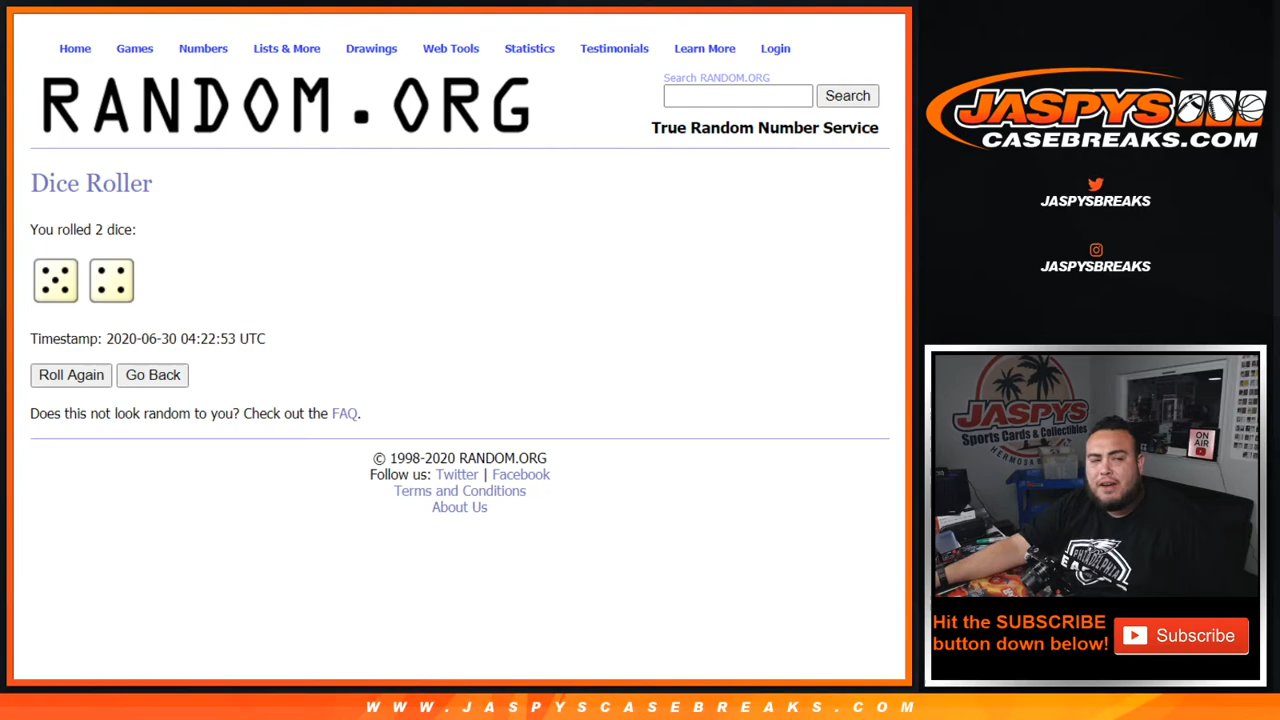 Home Games Numbers Lists & More Drawings Web Tools Statistics Testimonials Learn More Login
RANDOM.ORG
Search RANDOM.ORG
Search
True Random Number Service
Dice Roller
You rolled 2 dice:
Timestamp: 2020-06-30 04:22:53 UTC
Roll Again Go Back
Does this not look random to you? Check out the FAQ.
© 1998-2020 RANDOM.ORG
Follow us: Twitter | Facebook
Terms and Conditions
About Us
JASPYS
CASEBREAKS.COM
JASPYSBREAKS
JASPYSBREAKS
JASPYS
Sports Cards & Collectibles
HERMOSA
ON AIR
PHILADELPHIA
Hit the SUBSCRIBE
button down below!
Subscribe
WWW.JASPYSCASEBREAKS.COM